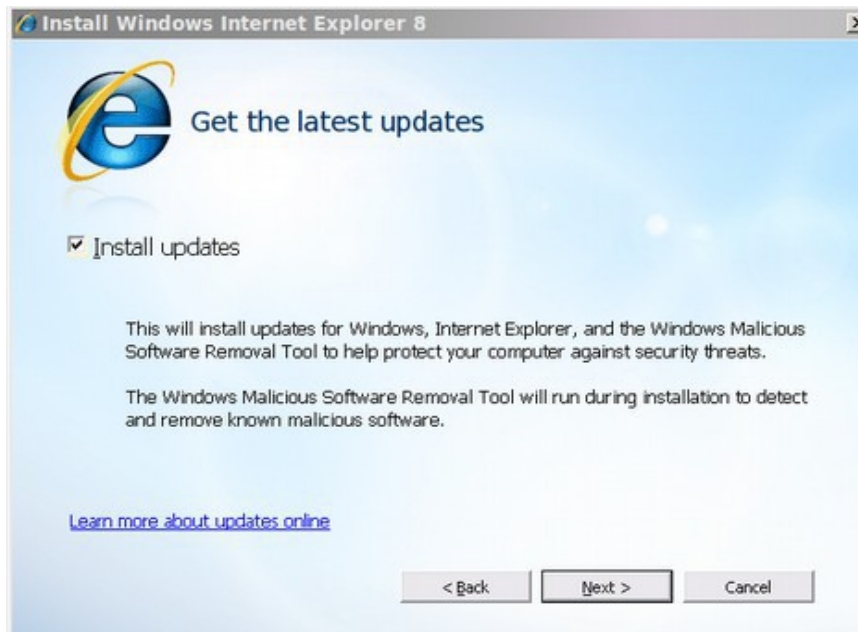 Install Windows Internet Explorer 8
Get the latest updates
Install updates
This will install updates for Windows, Internet Explorer, and the Windows Malicious
Software Removal Tool to help protect your computer against security threats.
The Windows Malicious Software Removal Tool will run during installation to detect
and remove known malicious software.
Learn more about updates online
< Back
Next >
Cancel